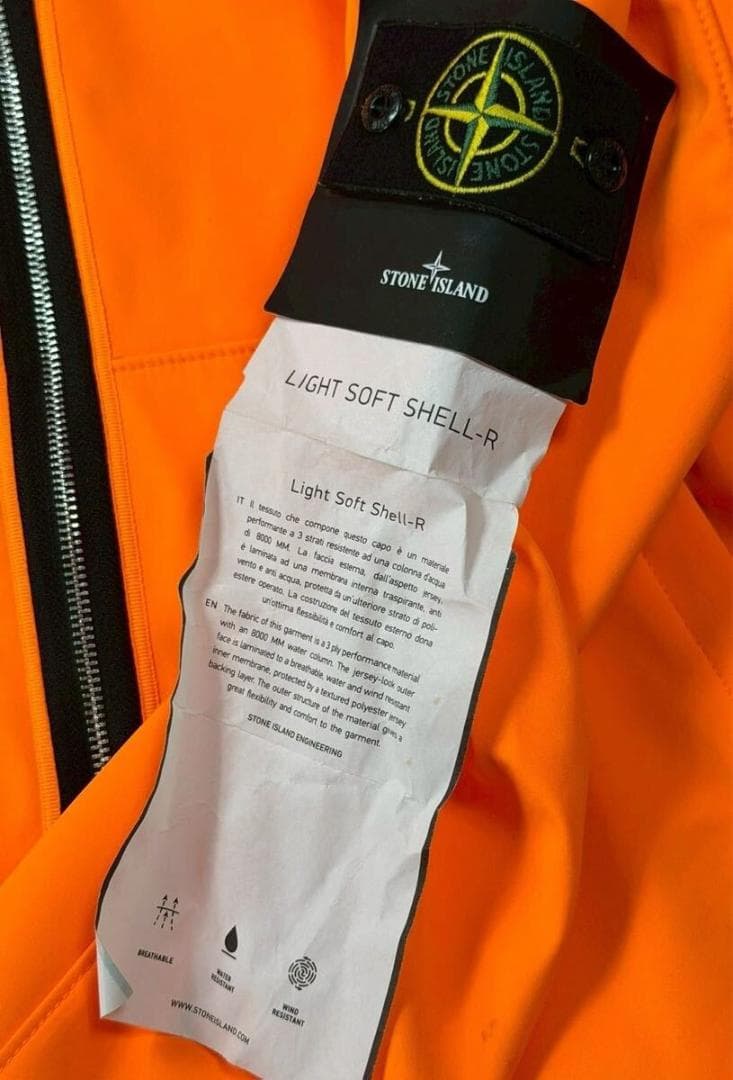 STONE ISLAND
STONE ISLAND
STONE ISLAND
LIGHT SOFT SHELL-R
Light Soft Shell-R
IT Il tessuto che compone questo capo è un materiale
performante a 3 strati resistente ad una colonna d'acqua
di 8000 MM. La faccia esterna, dall'aspetto jersey,
è laminata ad una membrana interna traspirante, anti
vento e anti acqua, protetta da un'ulteriore strato di poli-
estere operato. La costruzione del tessuto esterno dona
un'ottima flessibilità e comfort al capo.
EN The fabric of this garment is a 3 ply performance material
with an 8000 MM water column. The jersey-look outer
face is laminated to a breathable, water and wind resistant
inner membrane, protected by a textured polyester jersey
backing layer. The outer structure of the material gives a
great flexibility and comfort to the garment.
STONE ISLAND ENGINEERING
BREATHABLE
WATER
RESISTANT
WIND
RESISTANT
WWW.STONEISLAND.COM